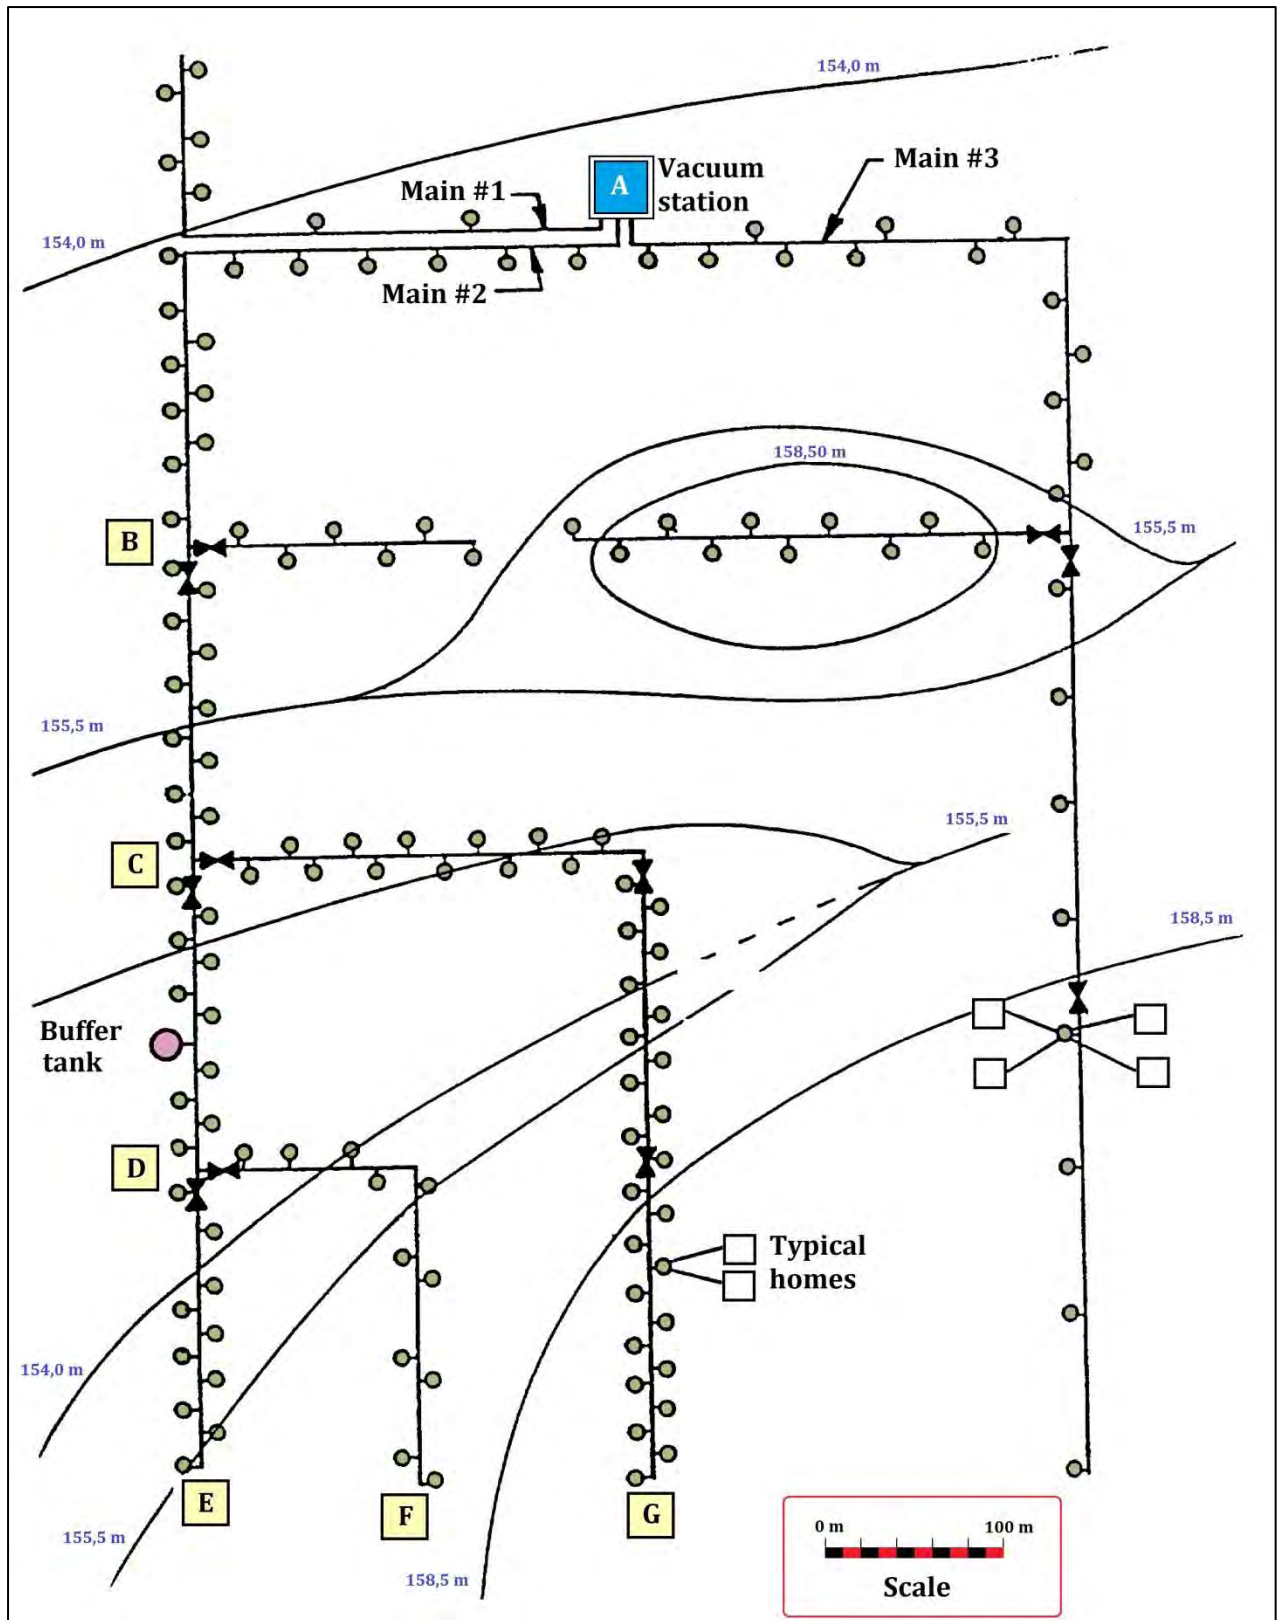 154,0 m
Main #3
A
Vacuum
station
Main #1
154,0 m
Main #2
158,50 m
155,5 m
B
155,5 m
155,5 m
C
158,5 m
Buffer
tank
D
Typical
homes
154,0 m
E
F
G
0 m 100 m
Scale
155,5 m
158,5 m